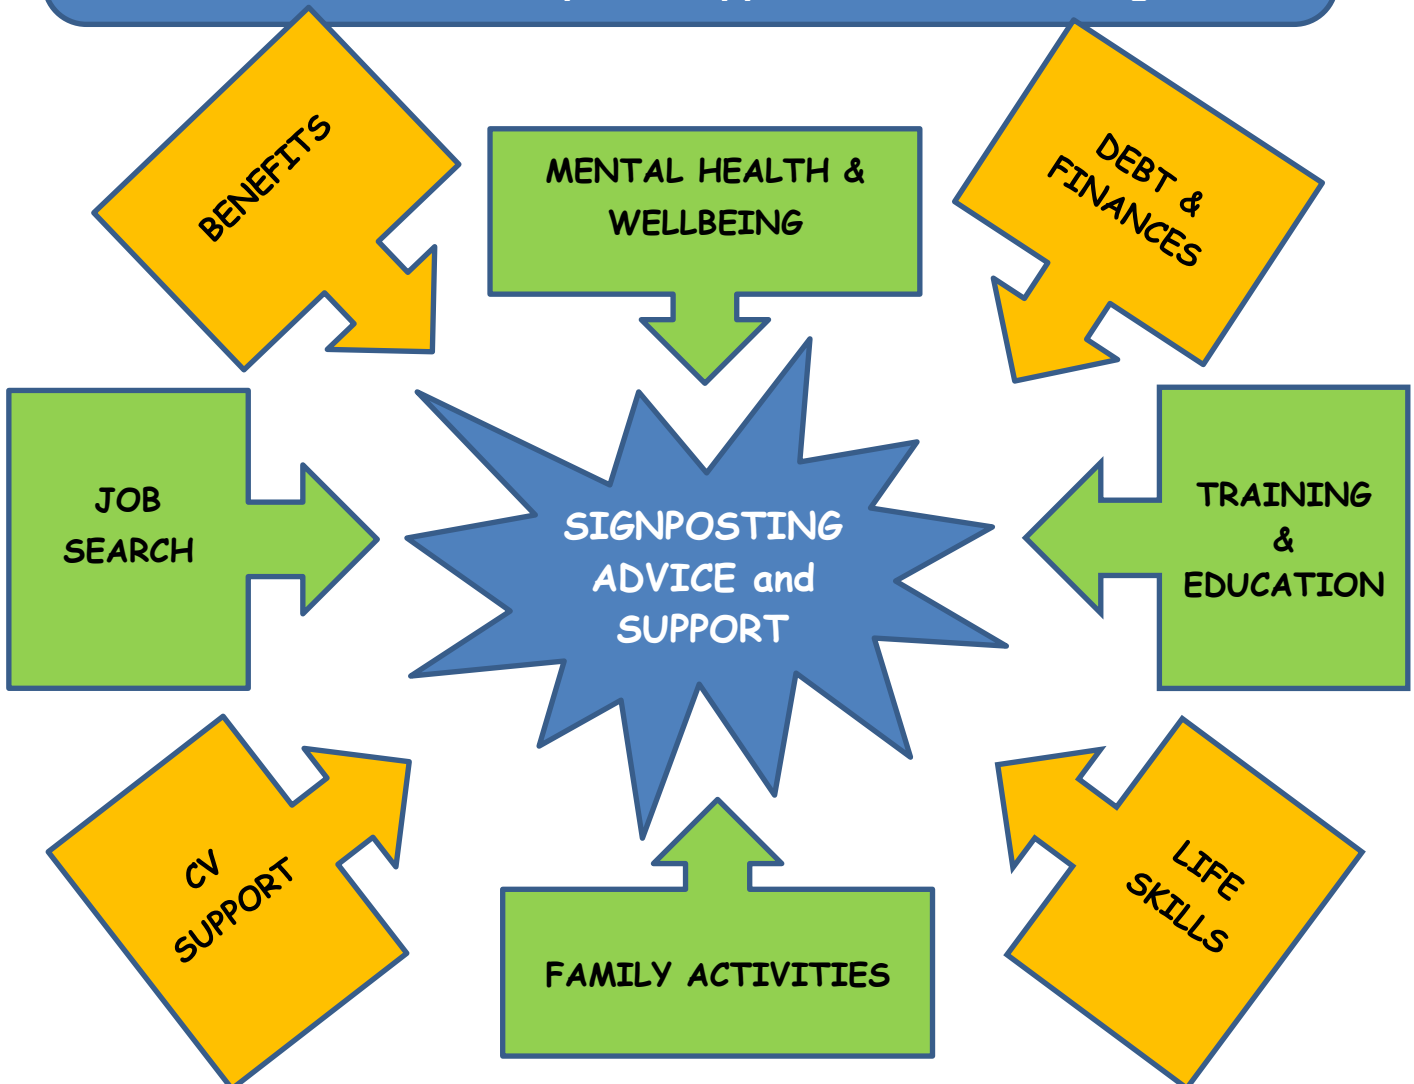 BENEFITS
MENTAL HEALTH &
WELLBEING
DEBT &
FINANCES
JOB
SEARCH
SIGNPOSTING
ADVICE and
SUPPORT
TRAINING
&
EDUCATION
CV
SUPPORT
FAMILY ACTIVITIES
LIFE
SKILLS